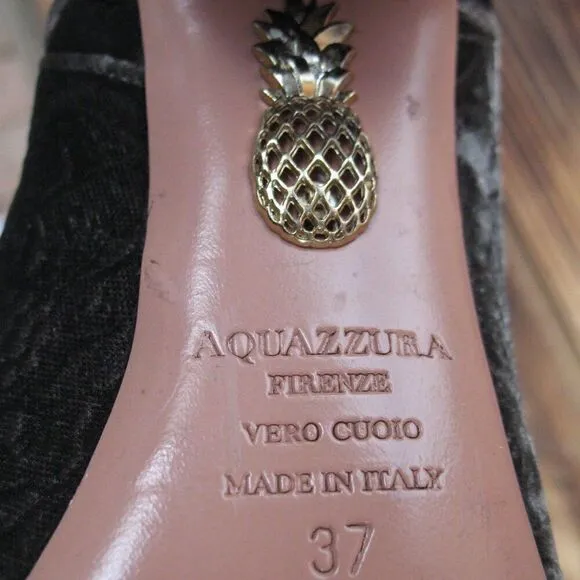 AQUAZZURA
FIRENZE
VERO CUOIO
MADE IN ITALY
37